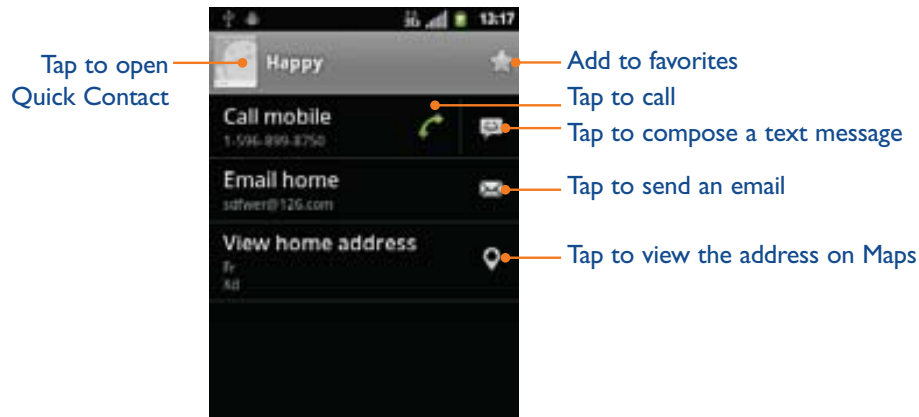 13:17
Tap to open
Quick Contact
Happy
Add to favorites
Tap to call
Call mobile
1-596-899-8750
Tap to compose a text message
Email home
sdfwer@126.com
Tap to send an email
View home address
Fr
Xd
Tap to view the address on Maps